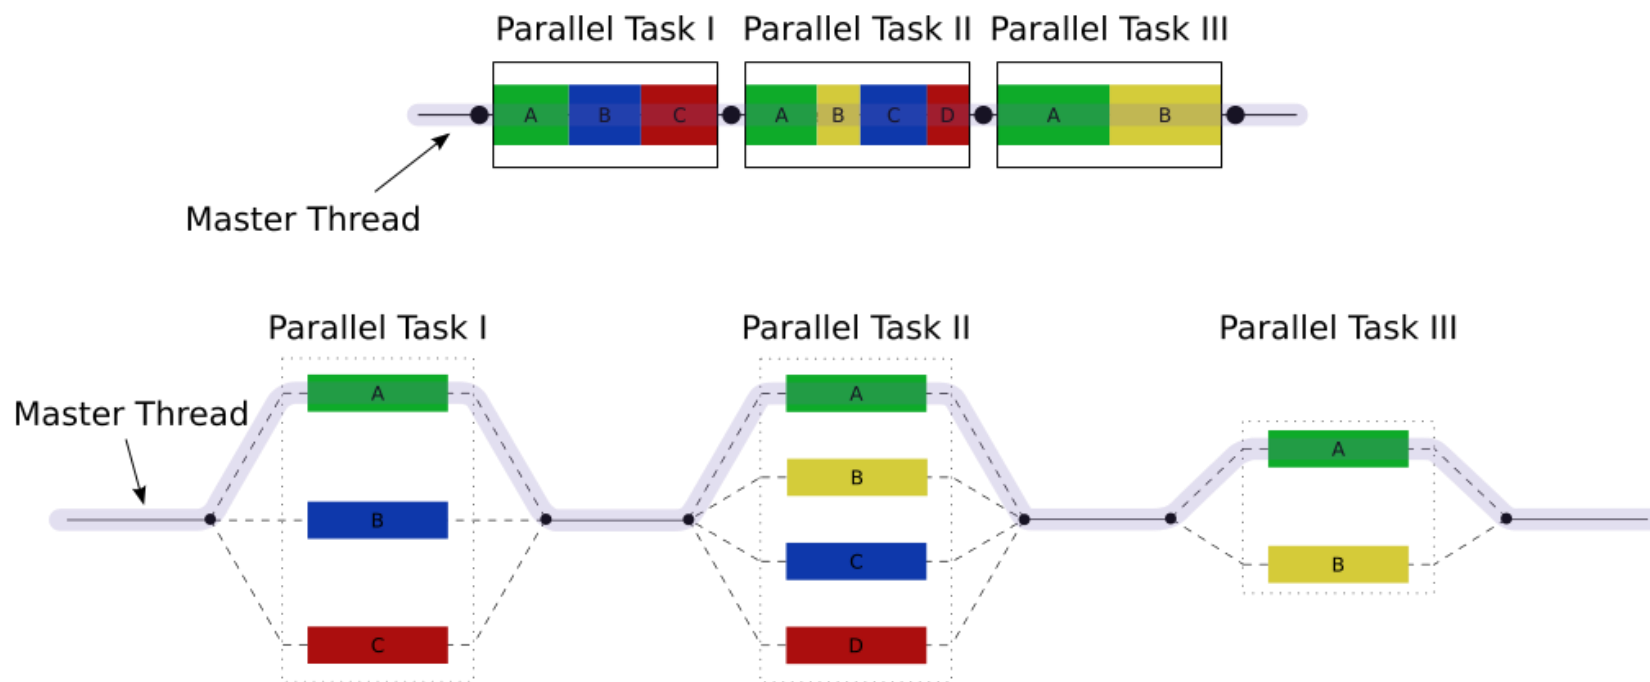 Parallel Task I Parallel Task II Parallel Task III
A B C A B C D A B
Master Thread
Parallel Task I Parallel Task II Parallel Task III
A A
Master Thread
A
B
B C
B
C D